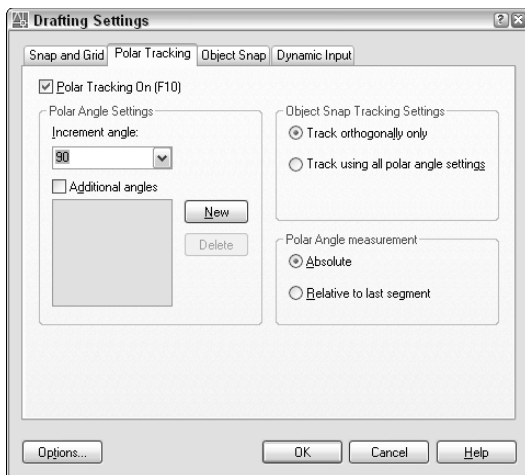 Drafting Settings
Snap and Grid Polar Tracking Object Snap Dynamic Input
Polar Tracking On (F10)
Polar Angle Settings
Increment angle:
90
Additional angles
New
Delete
Object Snap Tracking Settings
Track orthogonally only
Track using all polar angle settings
Polar Angle measurement
Absolute
Relative to last segment
Options... OK Cancel Help